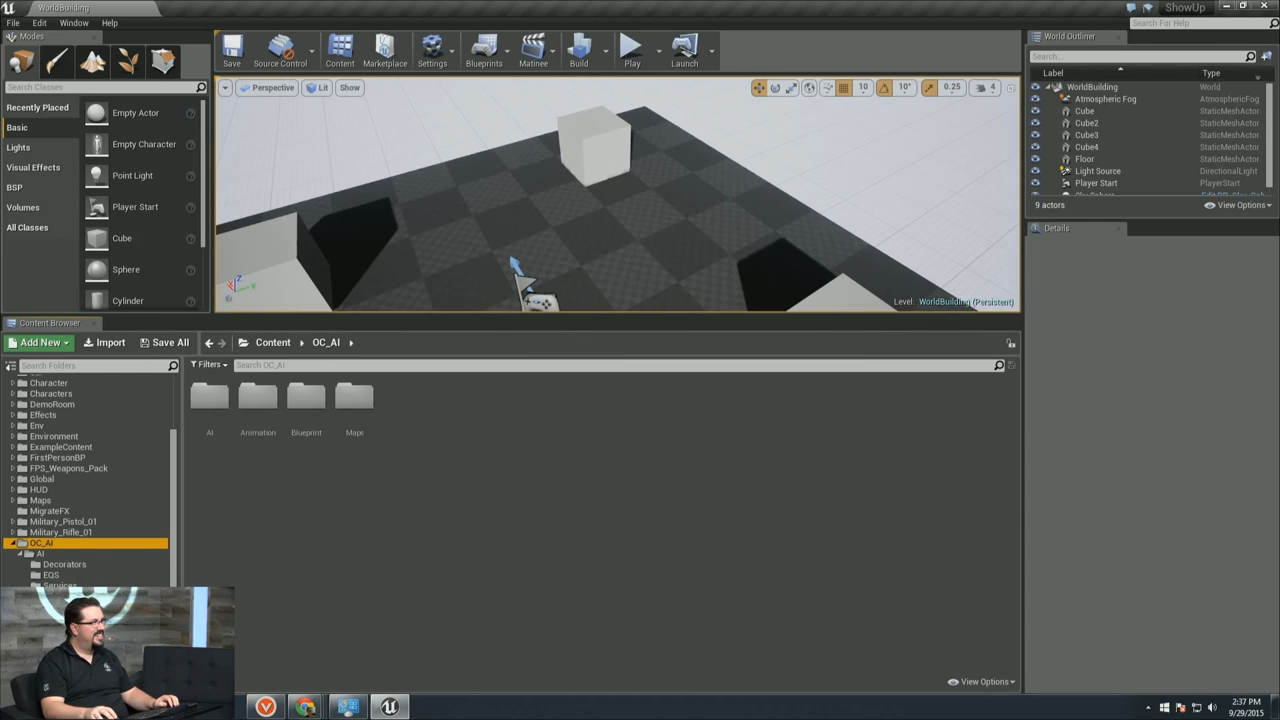 WorldBuilding
ShowUp
File Edit Window Help
Search For Help
Modes
Search Classes
Recently Placed
Basic
Lights
Visual Effects
BSP
Volumes
All Classes
Empty Actor
Empty Character
Point Light
Player Start
Cube
Sphere
Cylinder
Save Source Control Content Marketplace Settings Blueprints Matinee Build Play Launch
Perspective Lit Show
10 10° 0.25 4
Z
X Y
Level: WorldBuilding (Persistent)
World Outliner
Search...
Label Type
WorldBuilding World
Atmospheric Fog AtmosphericFog
Cube StaticMeshActor
Cube2 StaticMeshActor
Cube3 StaticMeshActor
Cube4 StaticMeshActor
Floor StaticMeshActor
Light Source DirectionalLight
Player Start PlayerStart
9 actors View Options
Details
Content Browser
Add New Import Save All Content OC_AI
Search Folders
Filters Search OC_AI
Character
Characters
DemoRoom
Effects
Env
Environment
ExampleContent
FirstPersonBP
FPS_Weapons_Pack
Global
HUD
Maps
MigrateFX
Military_Pistol_01
Military_Rifle_01
OC_AI
AI
Decorators
EQS
Services
AI Animation Blueprint Maps
View Options
2:37 PM
9/29/2015